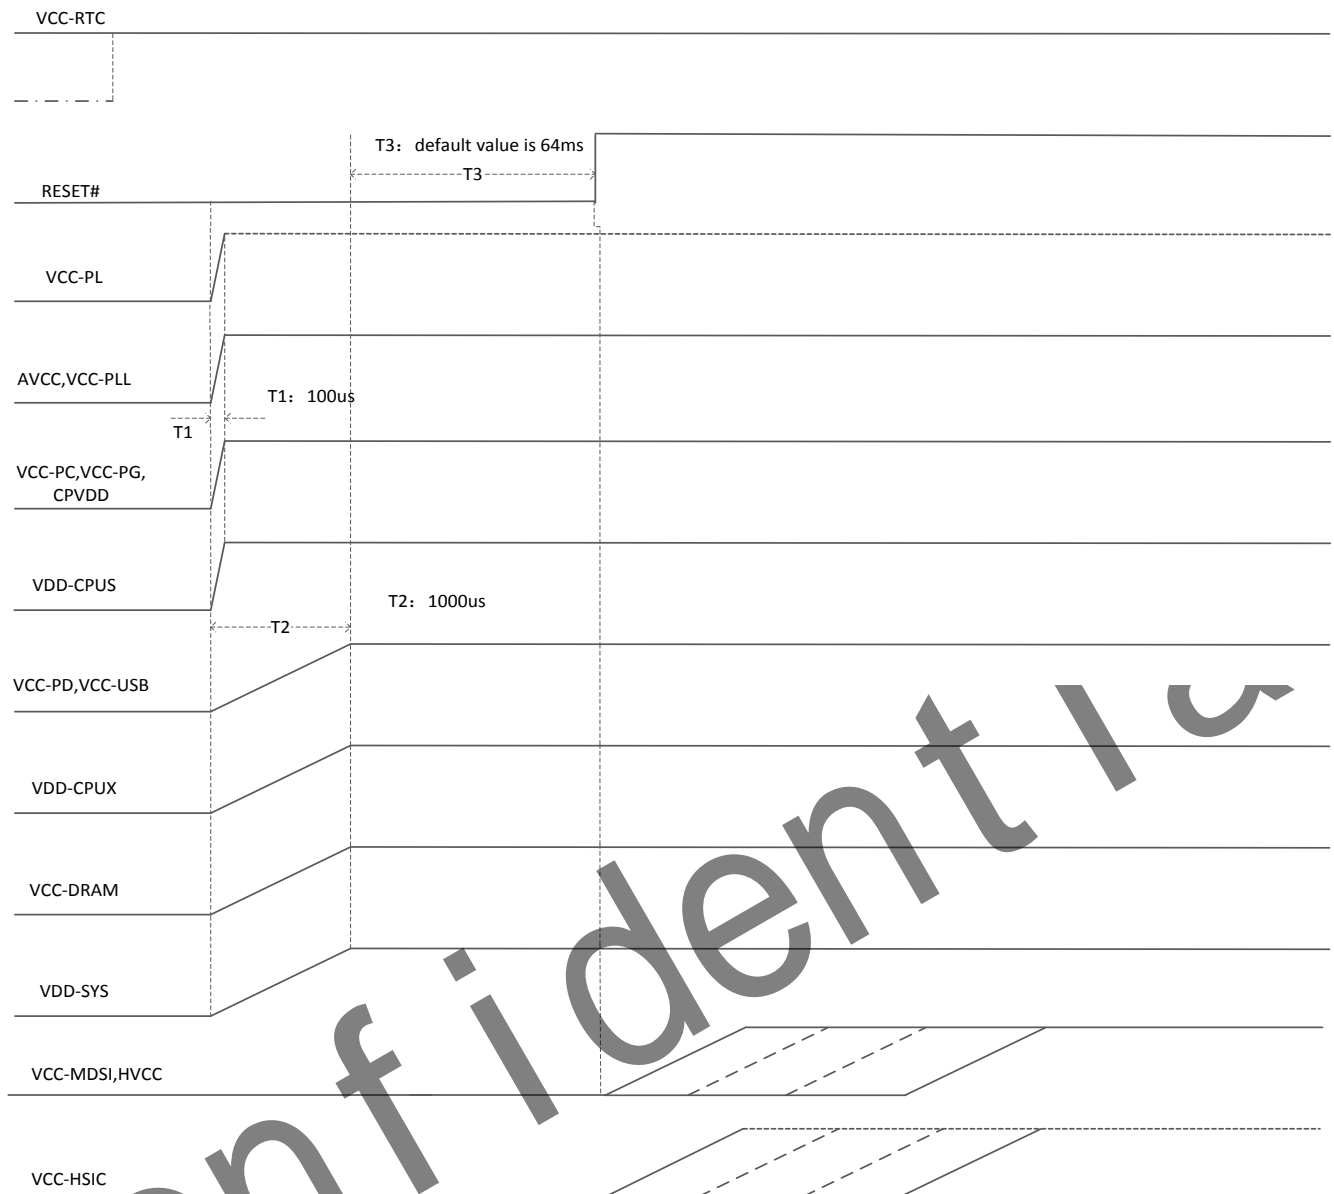 VCC-RTC
T3：default value is 64ms
T3
RESET#
VCC-PL
AVCC,VCC-PLL
T1：100us
T1
VCC-PC,VCC-PG,
CPVDD
VDD-CPUS
T2：1000us
T2
VCC-PD,VCC-USB
VDD-CPUX
VCC-DRAM
VDD-SYS
VCC-MDSI,HVCC
VCC-HSIC
nfidentia